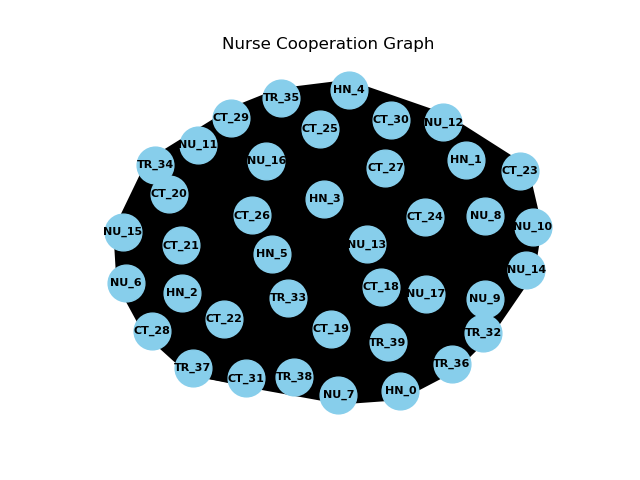 Nurse Cooperation Graph
HN_4
TR_35
CT_29
CT_30
NU_12
CT_25
NU_11
NU_16
HN_1
TR_34
CT_27
CT_23
CT_20
HN_3
CT_26
CT_24
NU_8
NU_10
NU_15
CT_21
NU_13
HN_5
NU_14
NU_6
HN_2
CT_18
NU_17
TR_33
NU_9
CT_22
CT_28
CT_19
TR_32
TR_39
TR_37
TR_36
CT_31
TR_38
HN_0
NU_7